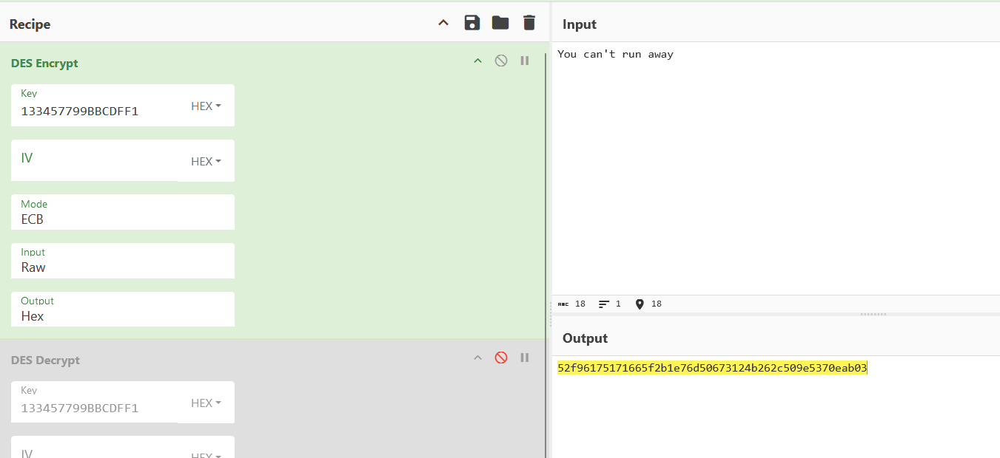 Recipe
DES Encrypt
Key
133457799BBCDFF1
HEX
IV
HEX
Mode
ECB
Input
Raw
Output
Hex
DES Decrypt
Key
133457799BBCDFF1
HEX
IV
HEX
Input
You can't run away
ABC 18 1 18
Output
52f96175171665f2b1e76d50673124b262c509e5370eab03